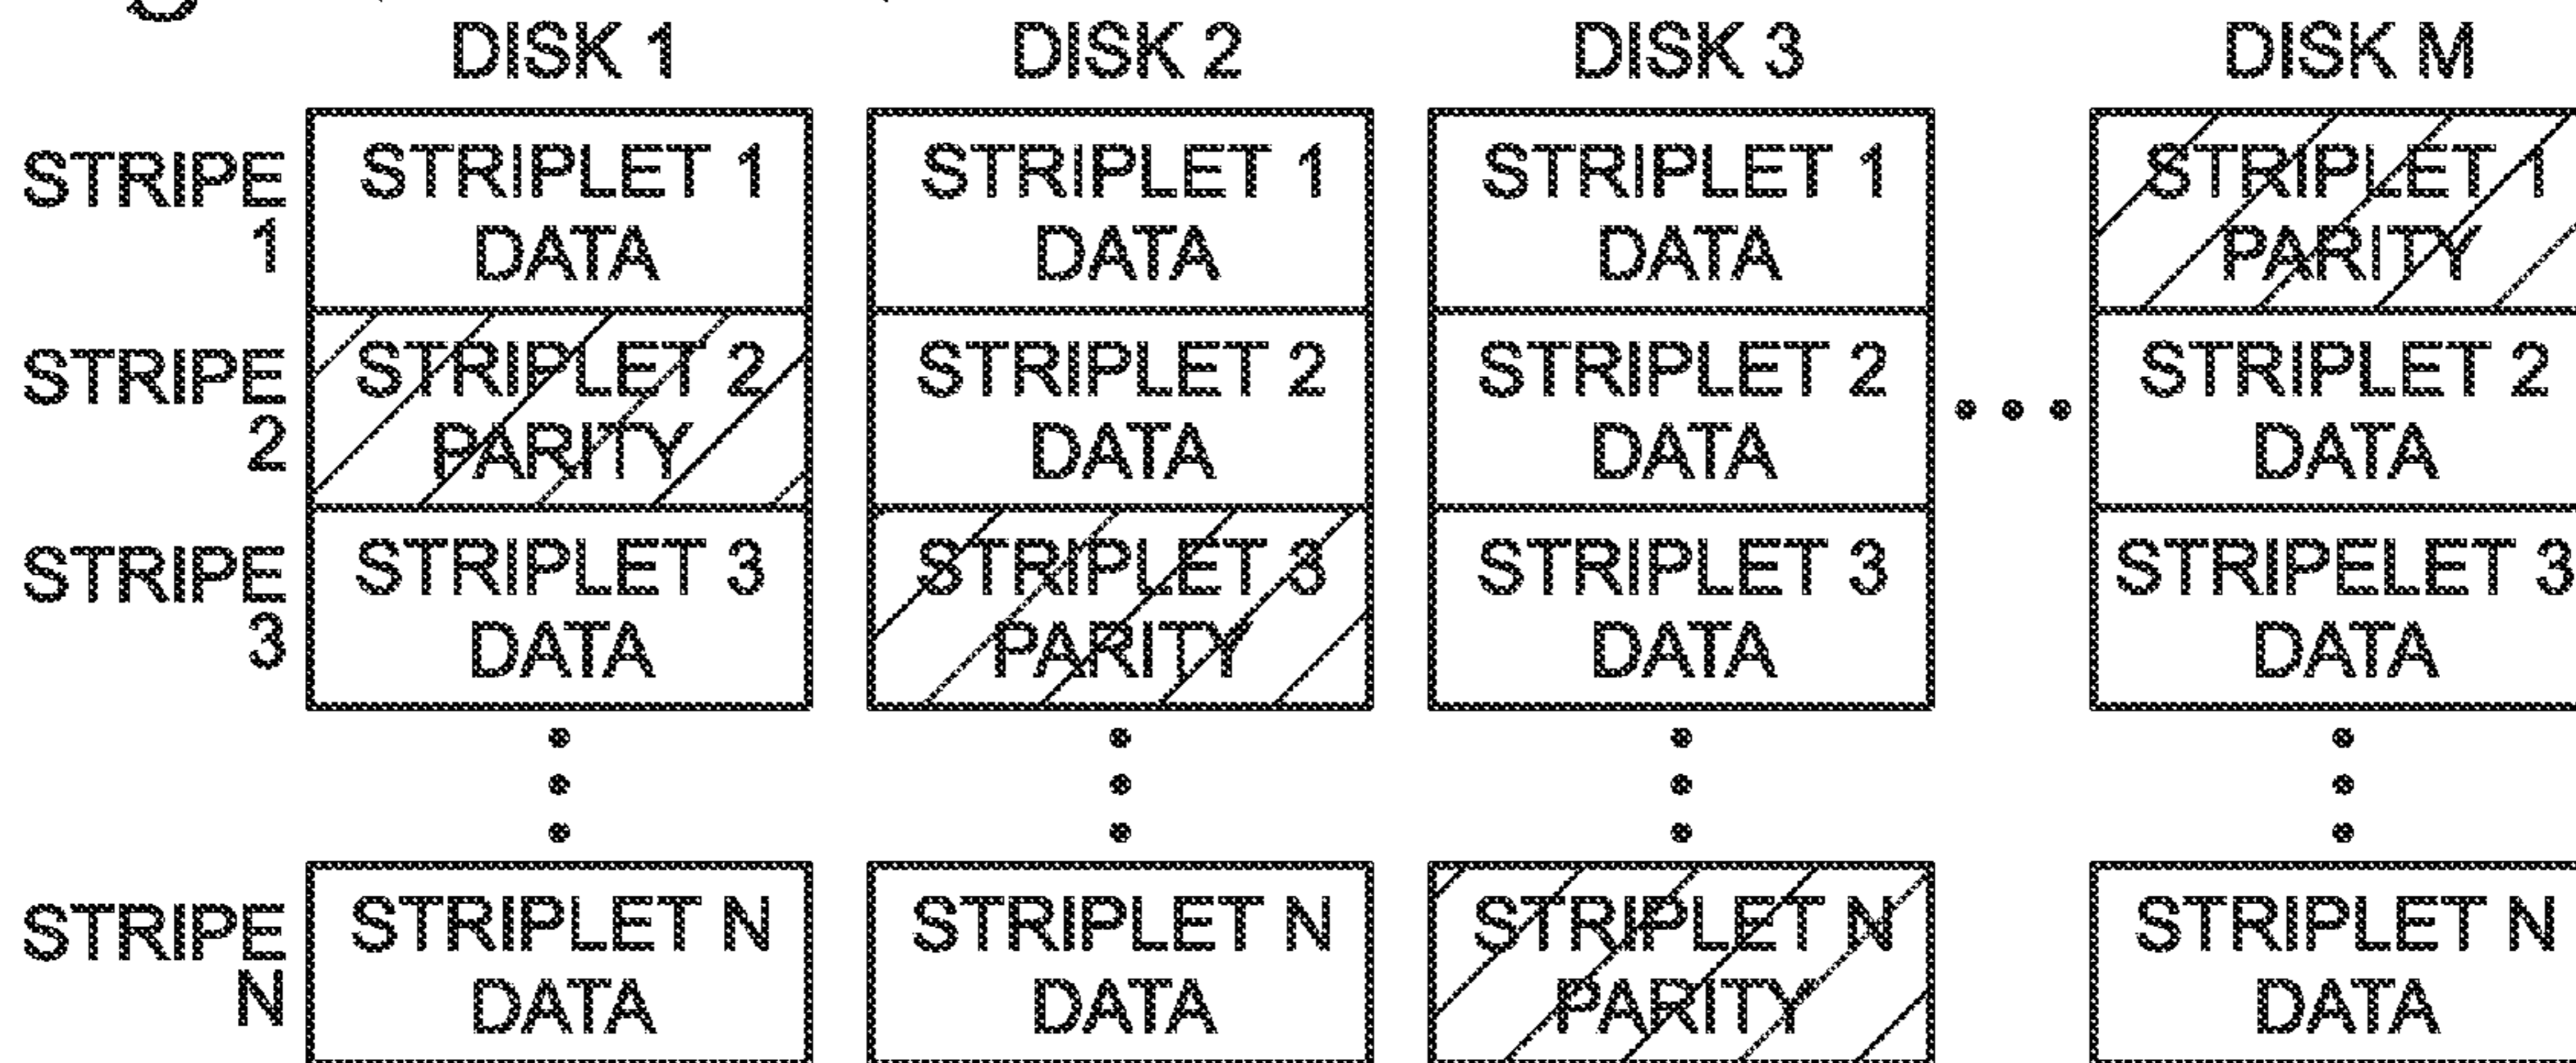 DISK 1 DISK 2 DISK 3 DISK M
STRIPE STRIPLET 1 STRIPLET 1 STRIPLET 1 STRIPLET 1
1 DATA DATA DATA PARITY
STRIPE STRIPLET 2 STRIPLET 2 STRIPLET 2 STRIPLET 2
2 PARITY DATA DATA DATA
STRIPE STRIPLET 3 STRIPLET 3 STRIPLET 3 STRIPELET 3
3 DATA PARITY DATA DATA
STRIPE STRIPLET N STRIPLET N STRIPLET N STRIPLET N
N DATA DATA PARITY DATA